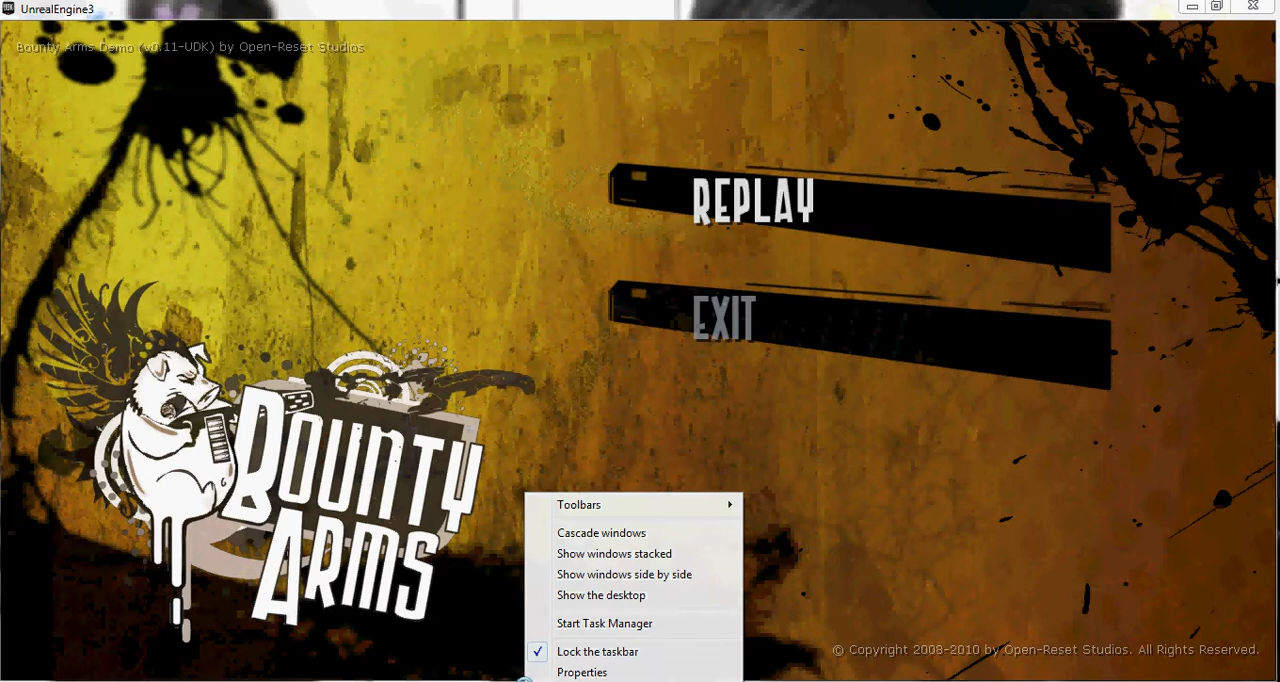 UnrealEngine3
Bounty Arms Demo (v0.11-UDK) by Open-Reset Studios
REPLAY
EXIT
BOUNTY
ARMS
Toolbars
Cascade windows
Show windows stacked
Show windows side by side
Show the desktop
Start Task Manager
Lock the taskbar
Properties
© Copyright 2008-2010 by Open-Reset Studios. All Rights Reserved.